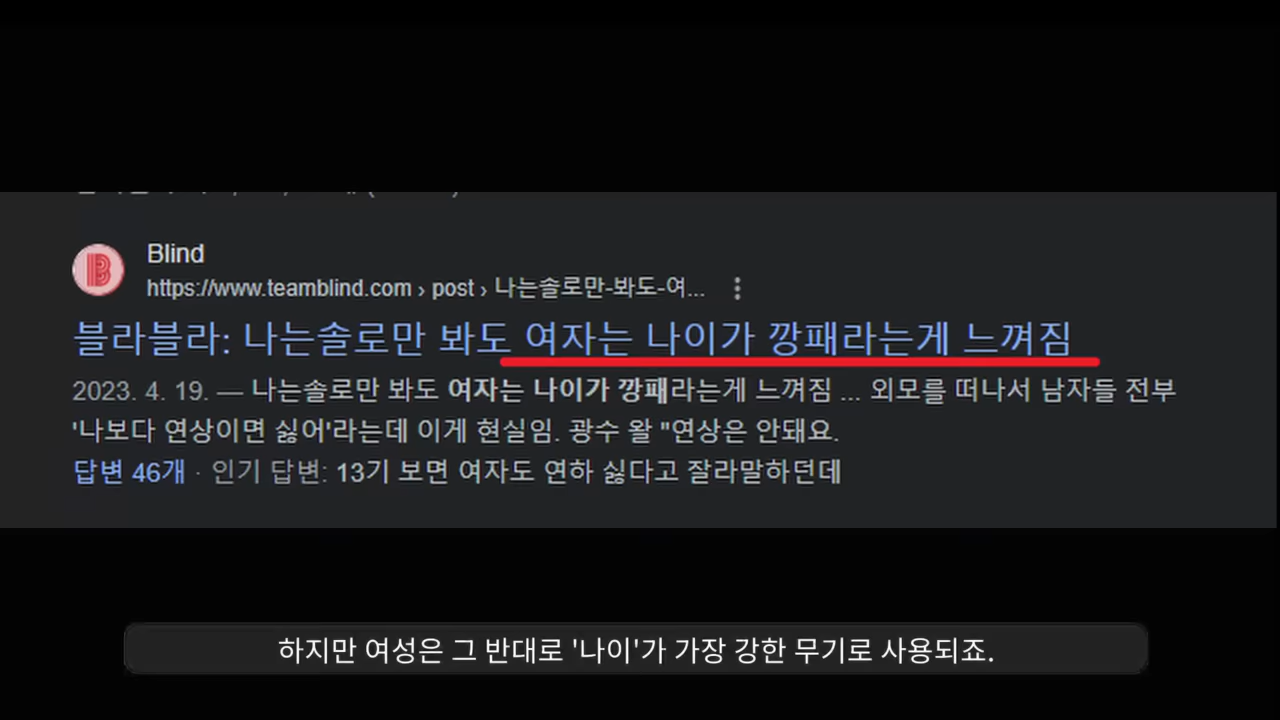 Blind
https://www.teamblind.com › post › 나는솔로만-봐도-여...
블라블라: 나는솔로만 봐도 여자는 나이가 깡패라는게 느껴짐
2023. 4. 19. — 나는솔로만 봐도 여자는 나이가 깡패라는게 느껴짐 ... 외모를 떠나서 남자들 전부
'나보다 연상이면 싫어'라는데 이게 현실임. 광수 왈 "연상은 안돼요.
답변 46개 · 인기 답변: 13기 보면 여자도 연하 싫다고 잘라말하던데
하지만 여성은 그 반대로 '나이'가 가장 강한 무기로 사용되죠.